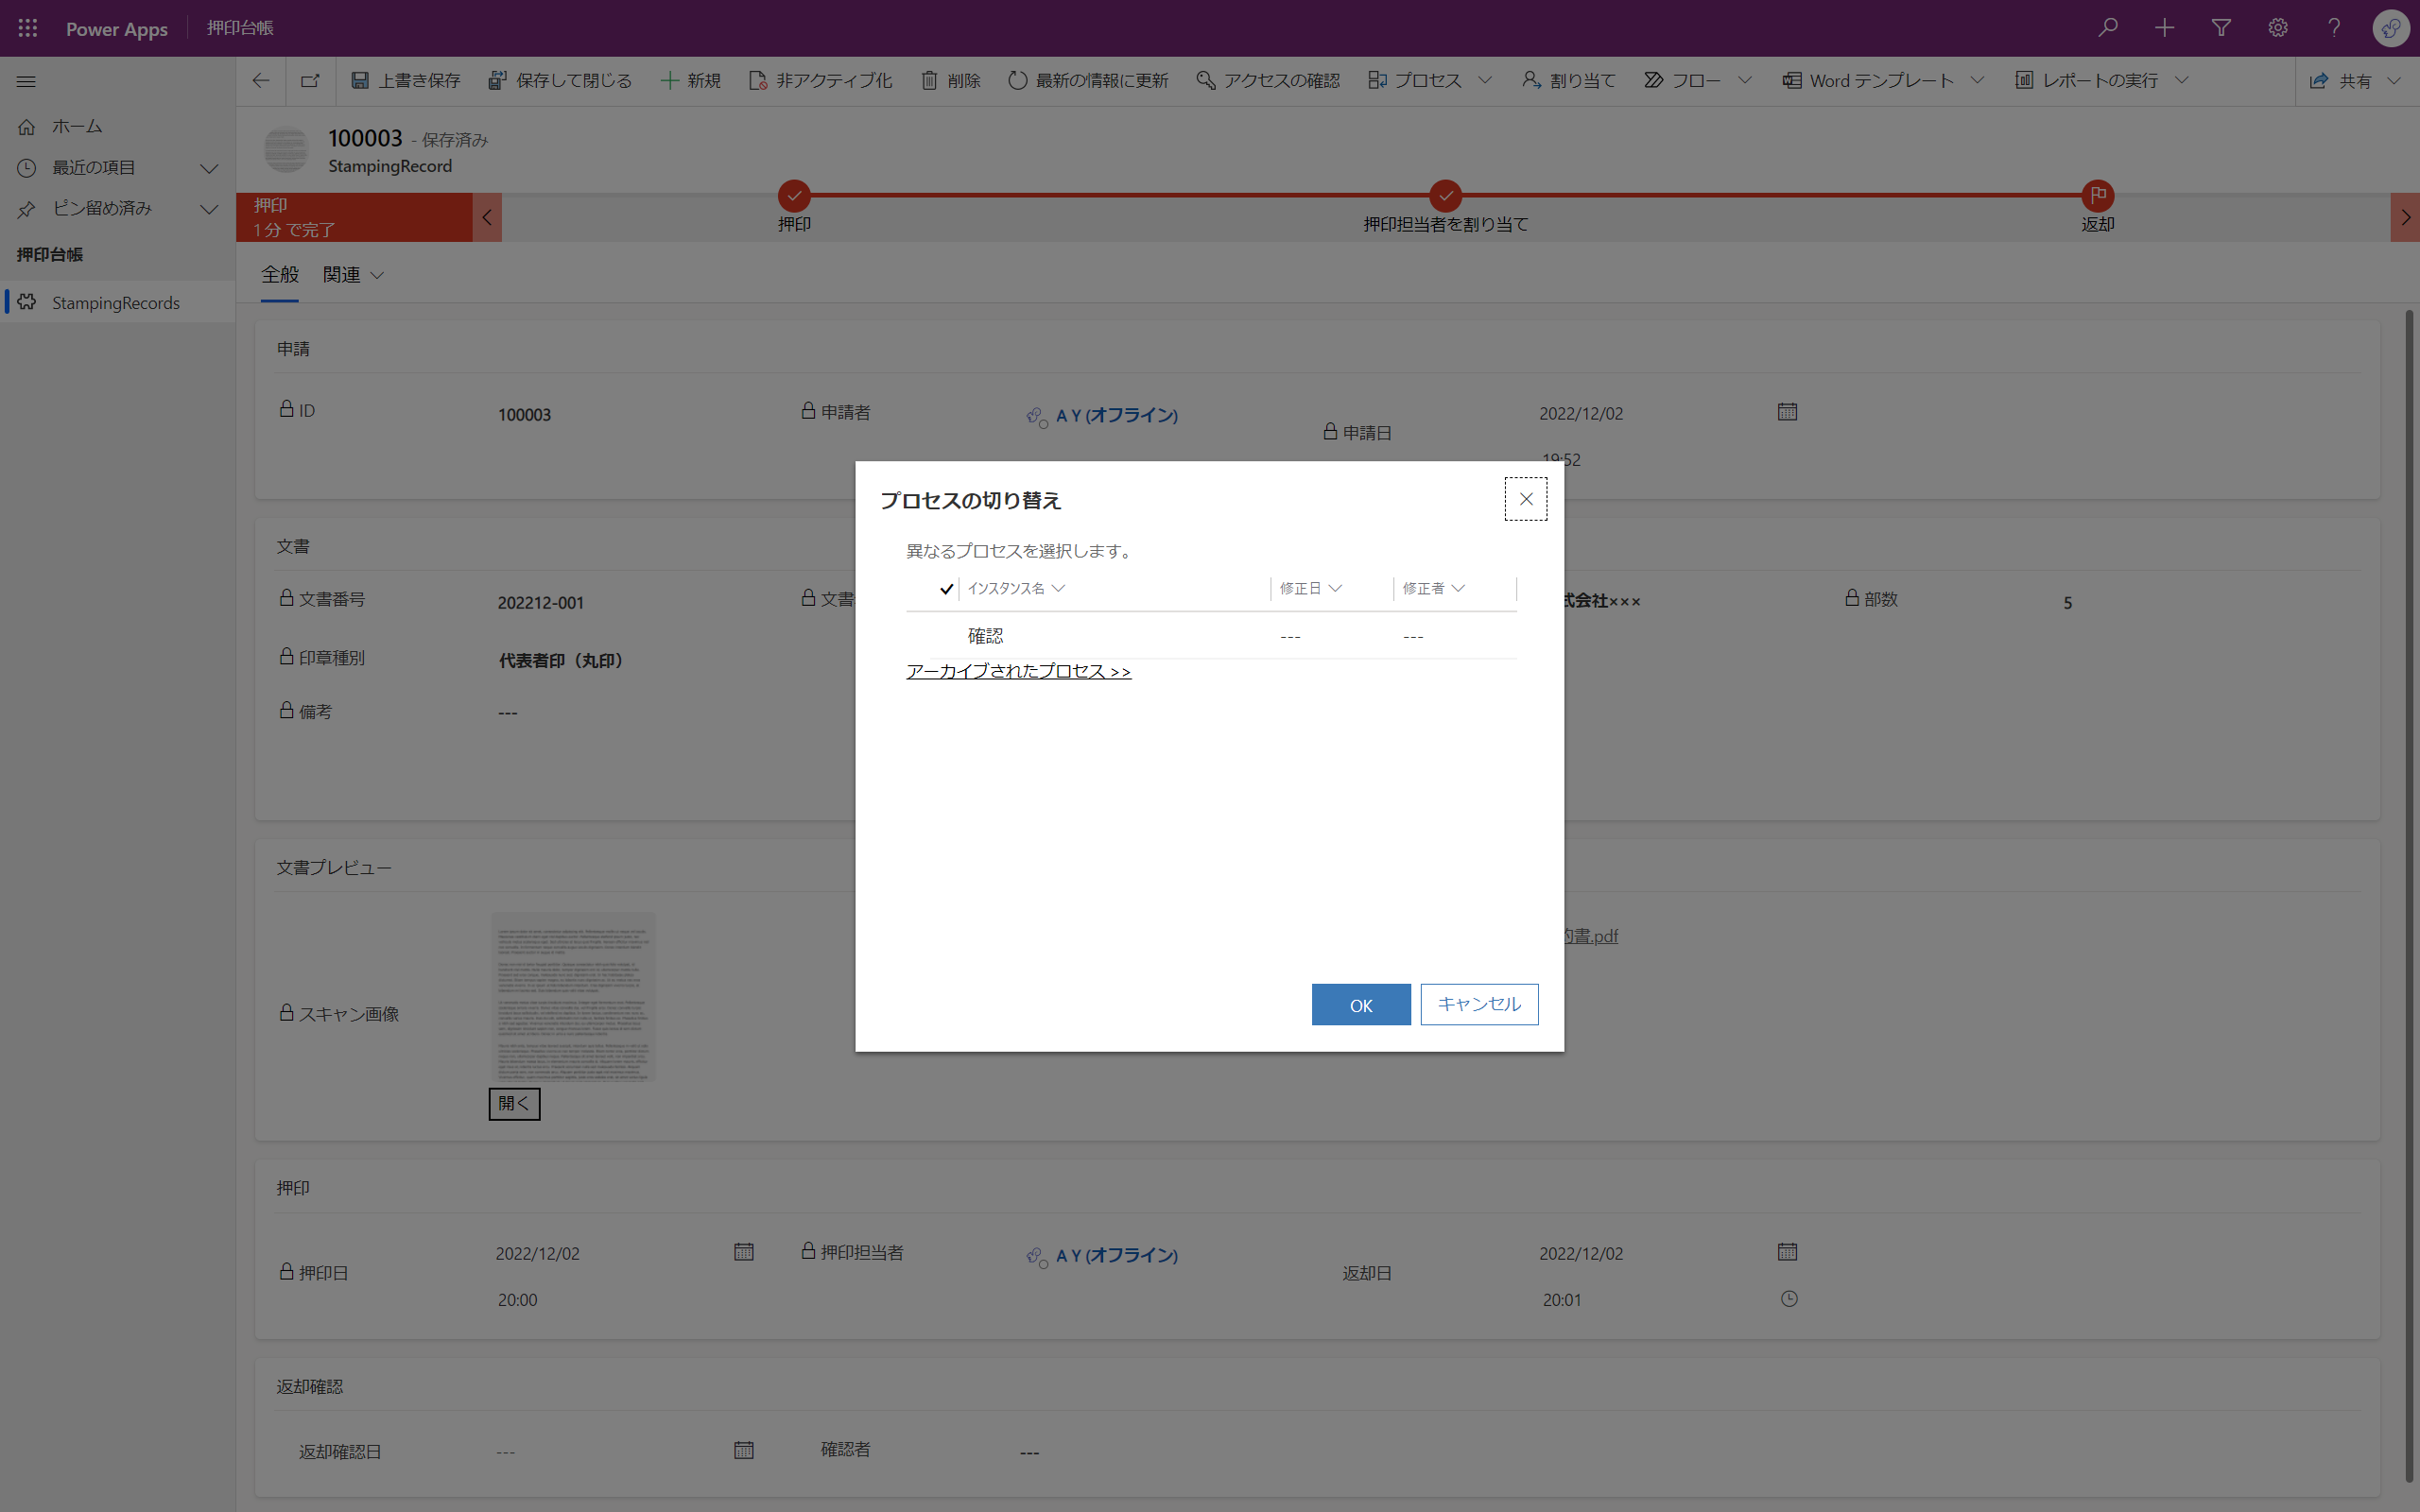 Power Apps 押印台帳
上書き保存 保存して閉じる 新規 非アクティブ化 削除 最新の情報に更新 アクセスの確認 プロセス 割り当て フロー Word テンプレート レポートの実行 共有
ホーム
最近の項目
ピン留め済み
押印台帳
StampingRecords
100003 - 保存済み
StampingRecord
押印
1 分 で完了
押印 押印担当者を割り当て 返却
全般 関連
申請
ID 100003 申請者 A Y (オフライン) 申請日 2022/12/02
19:52
文書
文書番号 202212-001 文書 式会社××× 部数 5
印章種別 代表者印（丸印）
備考 ---
プロセスの切り替え
異なるプロセスを選択します。
インスタンス名 修正日 修正者
確認 --- ---
アーカイブされたプロセス >>
OK キャンセル
文書プレビュー
スキャン画像 約書.pdf
開く
押印
押印日 2022/12/02 押印担当者 A Y (オフライン) 返却日 2022/12/02
20:00 20:01
返却確認
返却確認日 --- 確認者 ---